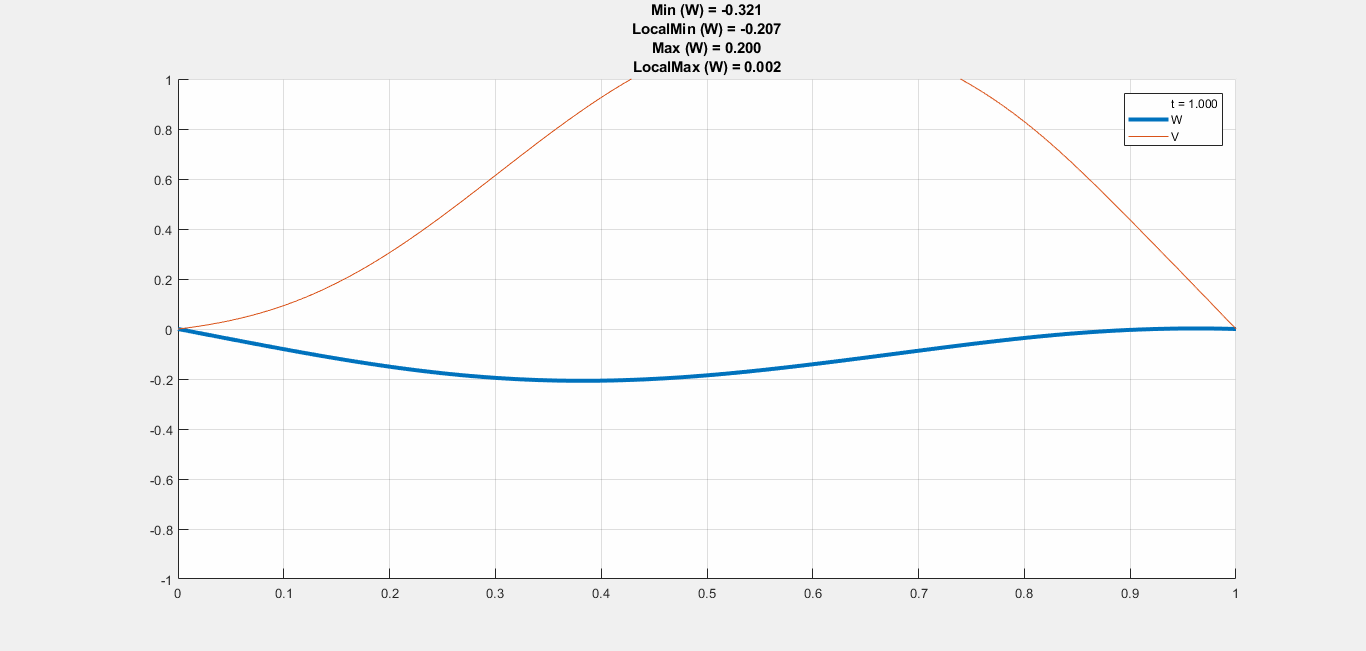 Min (W) = -0.321
LocalMin (W) = -0.207
Max (W) = 0.200
LocalMax (W) = 0.002
t = 1.000
W
V
1
0.8
0.6
0.4
0.2
0
-0.2
-0.4
-0.6
-0.8
-1
0 0.1 0.2 0.3 0.4 0.5 0.6 0.7 0.8 0.9 1